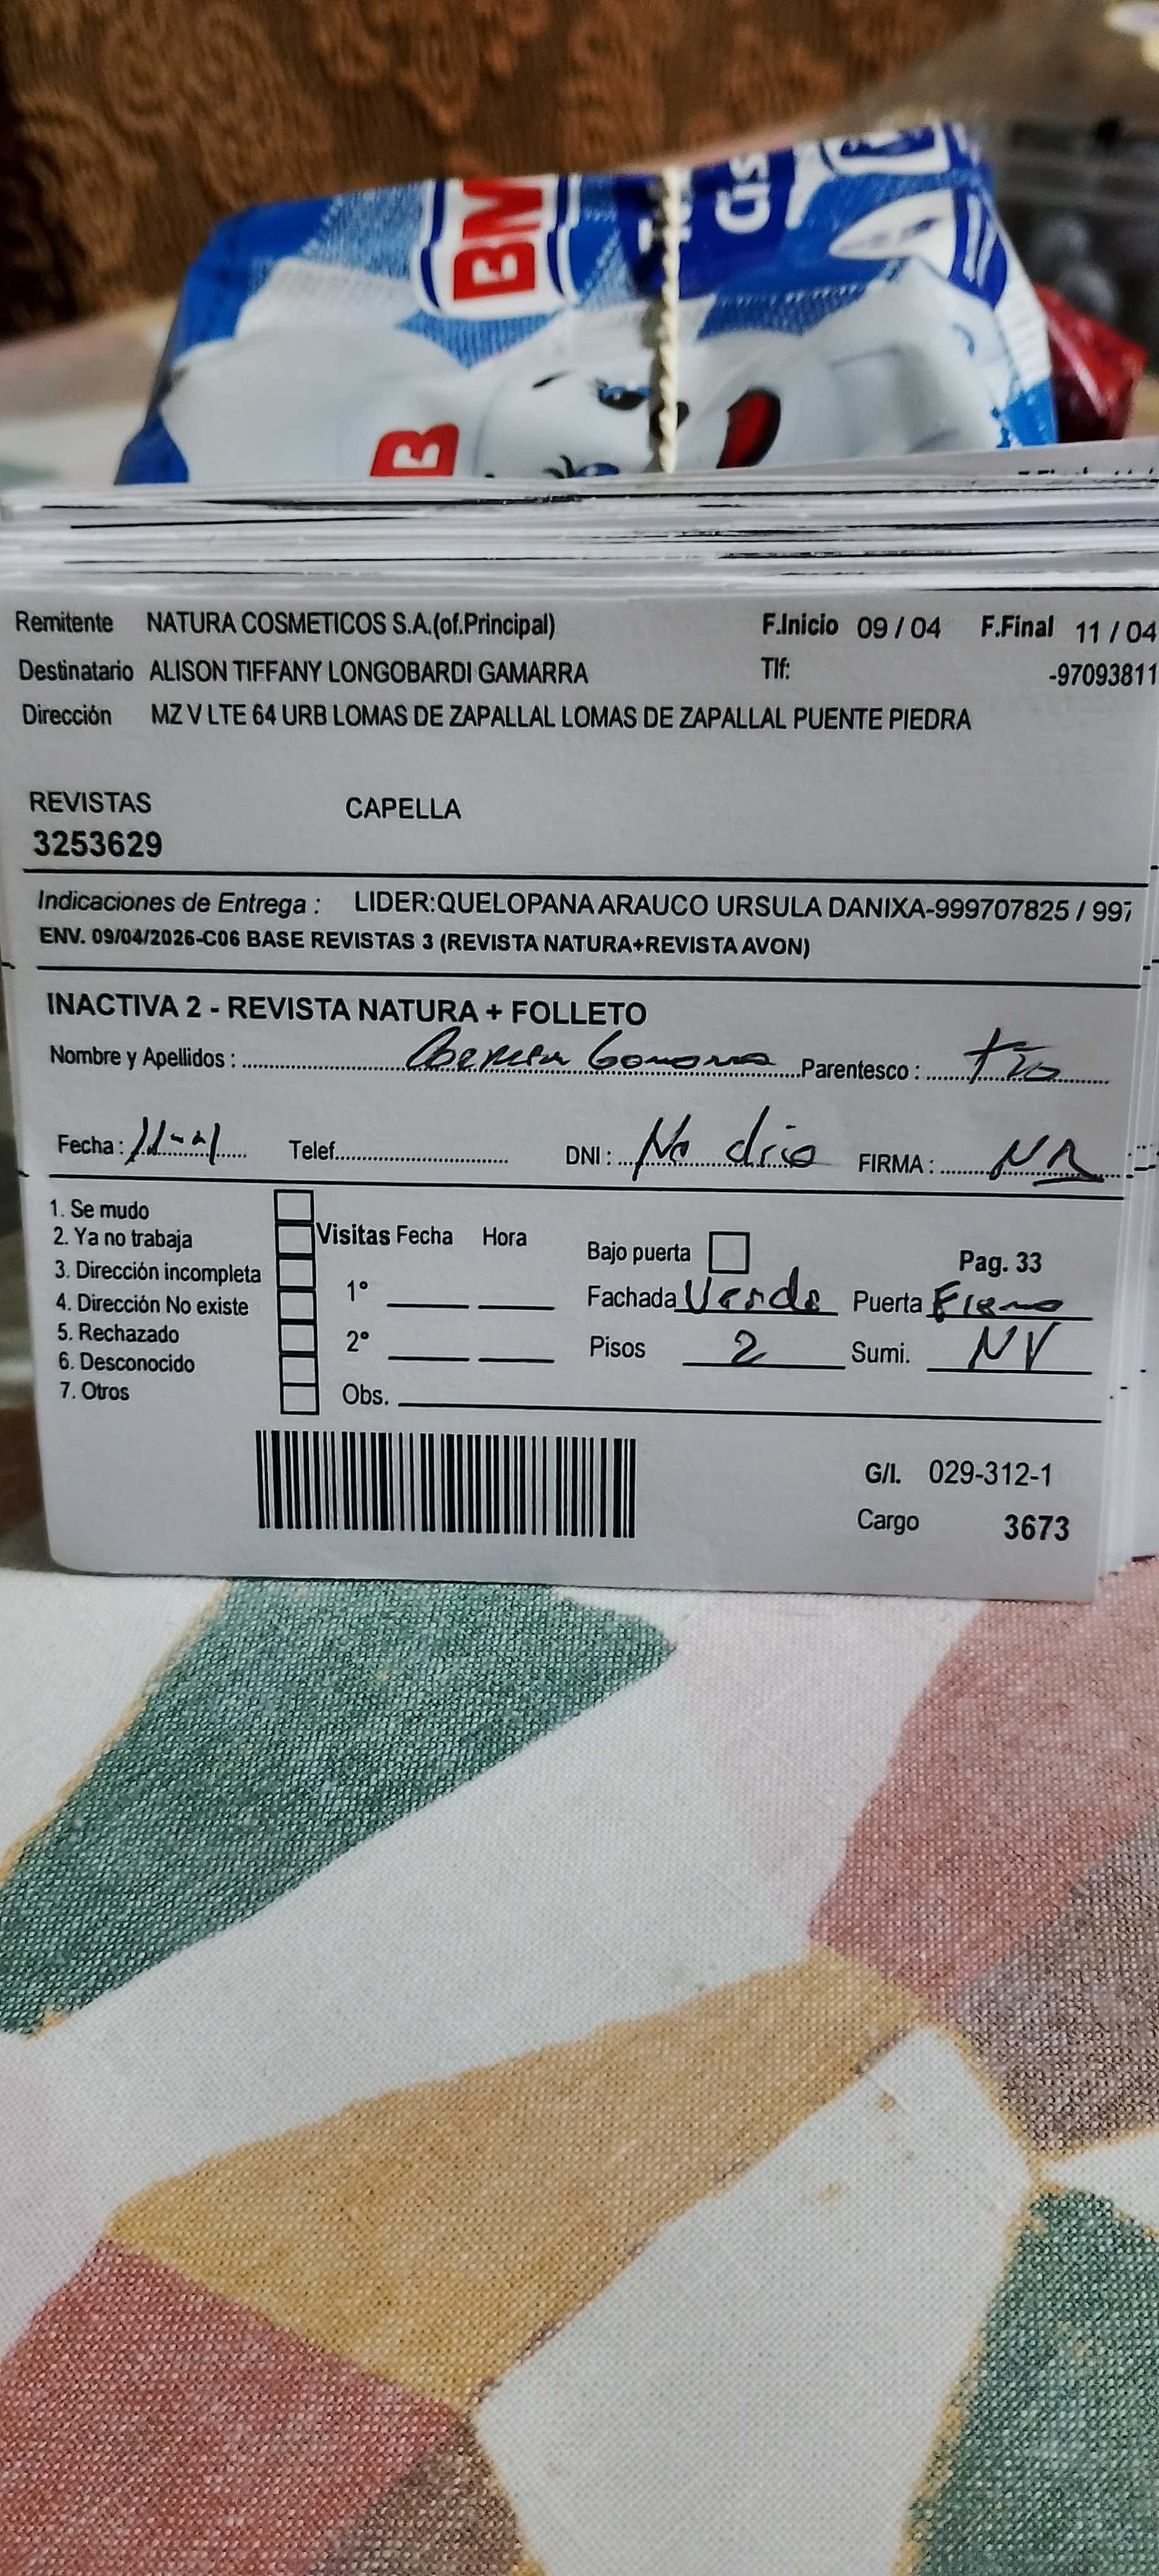 BM
B
Remitente NATURA COSMETICOS S.A.(of.Principal) F.Inicio 09 / 04 F.Final 11 / 04
Destinatario ALISON TIFFANY LONGOBARDI GAMARRA Tlf: -97093811
Dirección MZ V LTE 64 URB LOMAS DE ZAPALLAL LOMAS DE ZAPALLAL PUENTE PIEDRA
REVISTAS CAPELLA
3253629
Indicaciones de Entrega : LIDER:QUELOPANA ARAUCO URSULA DANIXA-999707825 / 997
ENV. 09/04/2026-C06 BASE REVISTAS 3 (REVISTA NATURA+REVISTA AVON)
INACTIVA 2 - REVISTA NATURA + FOLLETO
Nombre y Apellidos : Parentesco :
Fecha : Telef. DNI : No dio FIRMA :
1. Se mudo
2. Ya no trabaja Visitas Fecha Hora Bajo puerta Pag. 33
3. Dirección incompleta 1° Fachada Verde Puerta
4. Dirección No existe
5. Rechazado 2° Pisos 2 Sumi. NV
6. Desconocido
7. Otros Obs.
G/I. 029-312-1
Cargo 3673